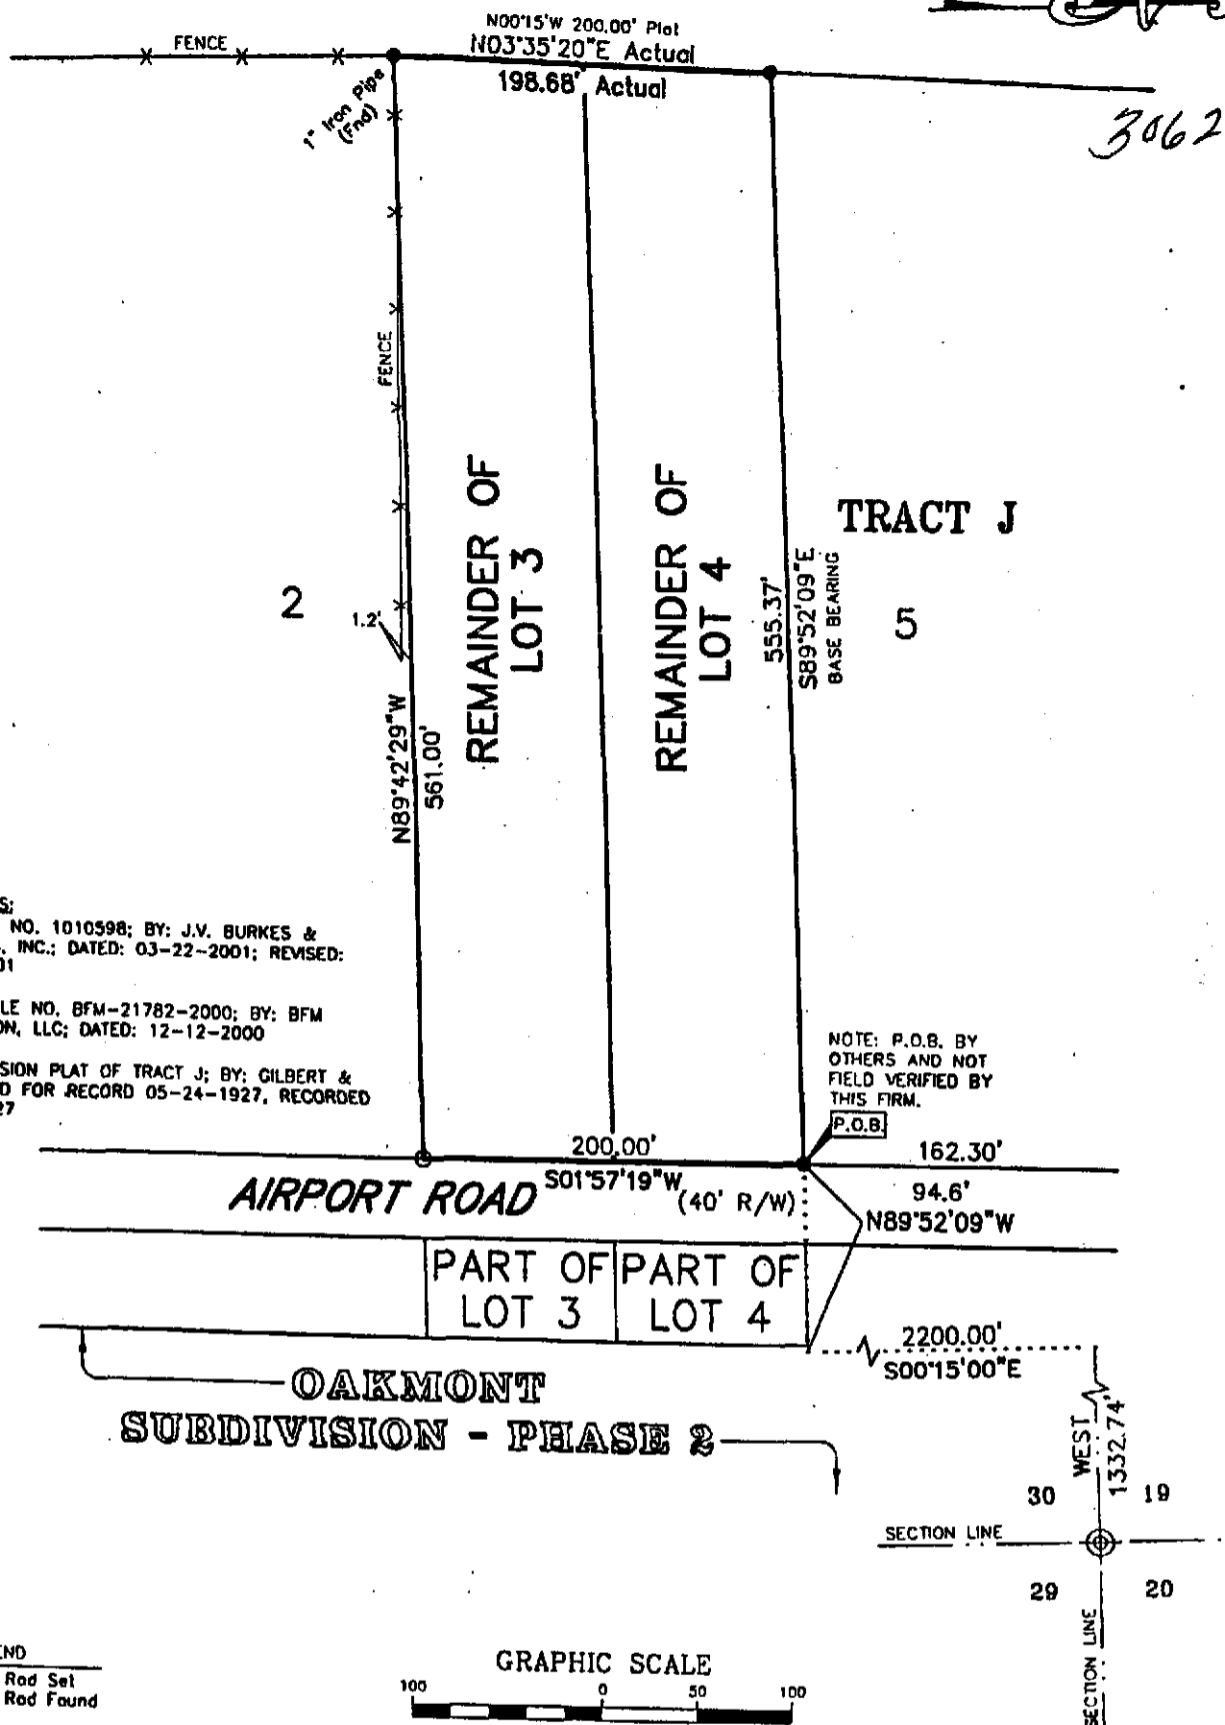 N00°15'W 200.00' Plat
N03°35'20"E Actual
198.68' Actual
FENCE
1" Iron Pipe
(Fnd)
3062
FENCE
REMAINDER OF
LOT 3
REMAINDER OF
LOT 4
TRACT J
2
1.2'
5
555.37'
S89°52'09"E
BASE BEARING
N89°42'29"W
561.00'
S:
NO. 1010598; BY: J.V. BURKES &
INC.; DATED: 03-22-2001; REVISED:
01
LE NO. BFM-21782-2000; BY: BFM
ON, LLC; DATED: 12-12-2000
SION PLAT OF TRACT J; BY: GILBERT &
D FOR RECORD 05-24-1927, RECORDED
27
NOTE: P.O.B. BY
OTHERS AND NOT
FIELD VERIFIED BY
THIS FIRM.
P.O.B.
200.00'
162.30'
S01°57'19"W
AIRPORT ROAD
(40' R/W)
94.6'
N89°52'09"W
PART OF
LOT 3
PART OF
LOT 4
2200.00'
S00°15'00"E
OAKMONT
SUBDIVISION - PHASE 2
WEST
1332.74'
30
19
SECTION LINE
29
20
SECTION LINE
END
Rod Set
Rod Found
GRAPHIC SCALE
100 0 50 100